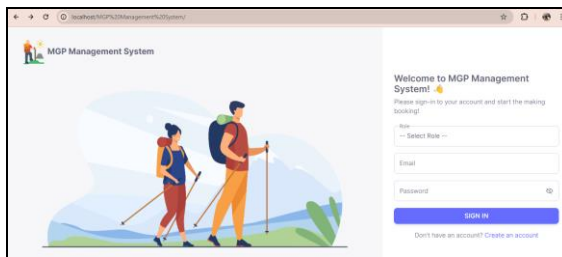 localhost/MGP%20Management%20System/
MGP Management System
Welcome to MGP Management
System! 👋
Please sign-in to your account and start the making
booking!
Role
-- Select Role --
Email
Password
SIGN IN
Don't have an account? Create an account